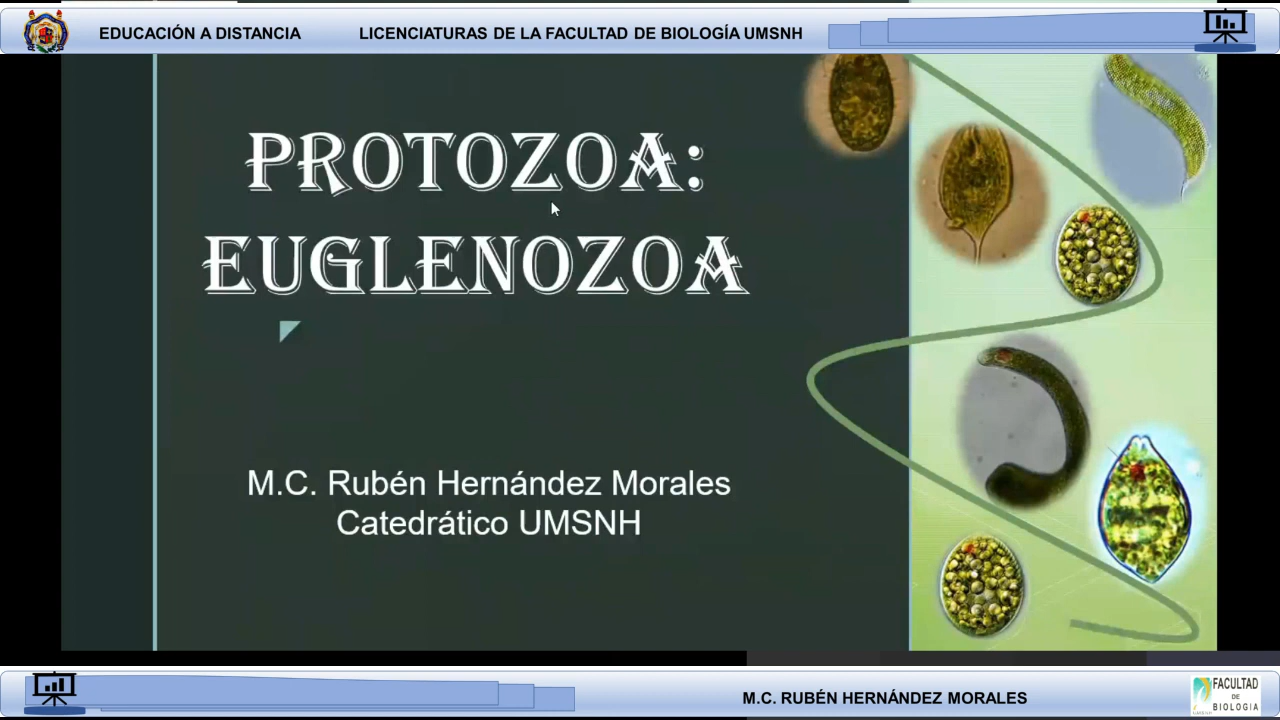 EDUCACIÓN A DISTANCIA LICENCIATURAS DE LA FACULTAD DE BIOLOGÍA UMSNH
PROTOZOA:
EUGLENOZOA
M.C. Rubén Hernández Morales
Catedrático UMSNH
M.C. RUBÉN HERNÁNDEZ MORALES
FACULTAD
DE
BIOLOGIA